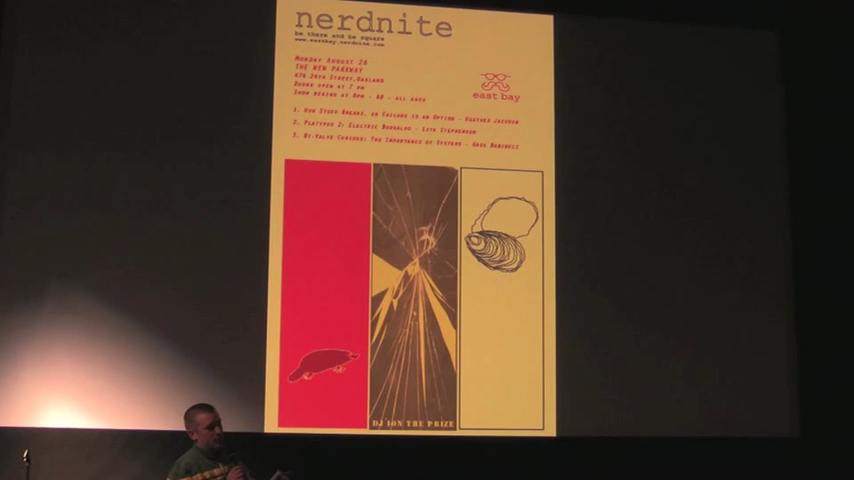 nerdnite
be there and be square
www.eastbay.nerdnite.com
Monday August 26
THE NEW PARKWAY
474 24th Street, Oakland
Doors open at 7 pm
Show begins at 8pm - $8 - all ages
east bay
1. How Stuff Breaks, or Failure is an Option - Heather Jackson
2. Platypus 2: Electric Boogaloo - Seth Stephenson
3. Bi-Valve Curious: The Importance of Oysters -
DJ ION THE PRIZE